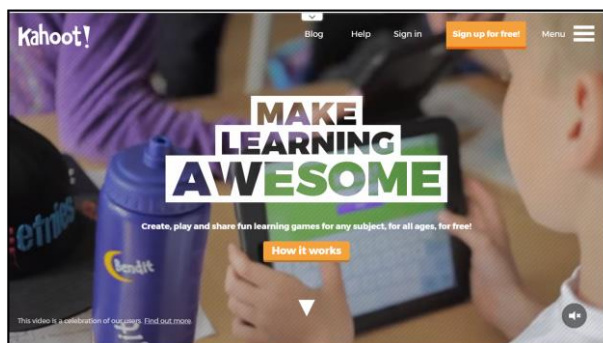 Kahoot!
Blog Help Sign in Sign up for free! Menu
MAKE
LEARNING
AWESOME
Create, play and share fun learning games for any subject, for all ages, for free!
How it works
etnies
Bendit
This video is a celebration of our users. Find out more.